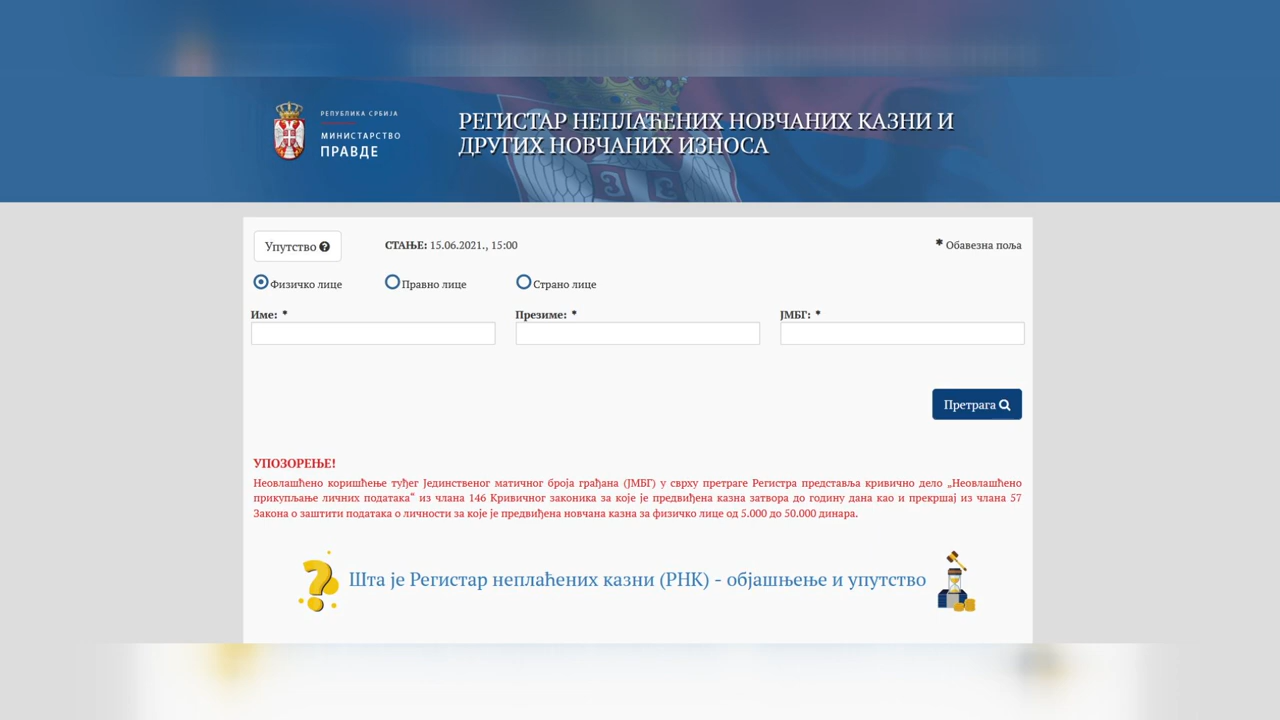 РЕПУБЛИКА СРБИЈА
МИНИСТАРСТВО
ПРАВДЕ
РЕГИСТАР НЕПЛАЋЕНИХ НОВЧАНИХ КАЗНИ И
ДРУГИХ НОВЧАНИХ ИЗНОСА
Упутство
СТАЊЕ: 15.06.2021., 15:00
* Обавезна поља
Физичко лице
Правно лице
Страно лице
Име: *
Презиме: *
ЈМБГ: *
Претрага
УПОЗОРЕЊЕ!
Неовлашћено коришћење туђег Јединственог матичног броја грађана (ЈМБГ) у сврху претраге Регистра представља кривично дело „Неовлашћено
прикупљање личних података“ из члана 146 Кривичног законика за које је предвиђена казна затвора до годину дана као и прекршај из члана 57
Закона о заштити података о личности за које је предвиђена новчана казна за физичко лице од 5.000 до 50.000 динара.
Шта је Регистар неплаћених казни (РНК) - објашњење и упутство